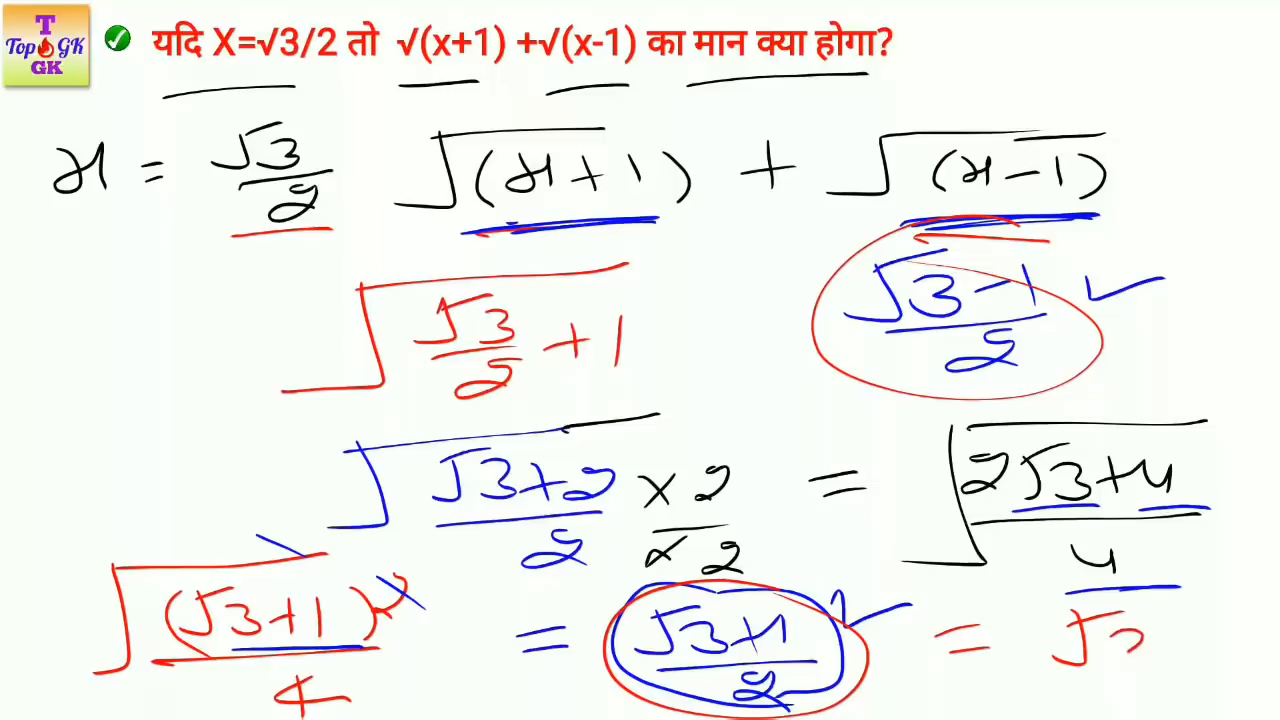 T
Top GK
GK
यदि X=√3/2 तो √(x+1) +√(x-1) का मान क्या होगा?
x = √3/2 √(x+1) + √(x-1)
√(√3/2 + 1)
(√3-1)/2 ✓
√((√3+2)/2 × 2/×2) = √((2√3+4)/4)
√((√3+1)²/4) = (√3+1)/2 ✓ = √3